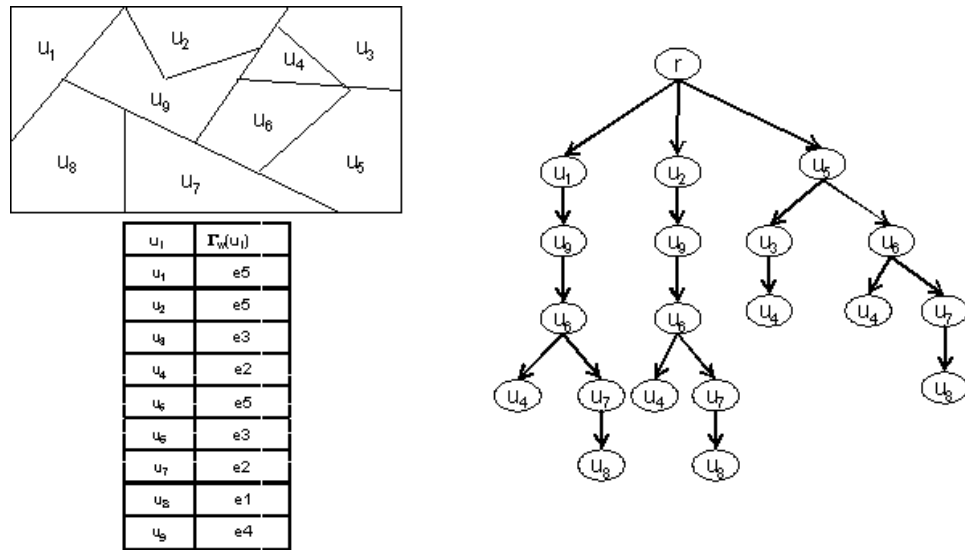 u₁
u₂
u₃
u₄
u₉
u₆
u₈
u₇
u₅
uᵢ Γw(uᵢ)
u₁ e5
u₂ e5
u₃ e3
u₄ e2
u₅ e5
u₆ e3
u₇ e2
u₈ e1
u₉ e4
r
u₁ u₂ u₅
u₉ u₉ u₃ u₆
u₆ u₆ u₄ u₄ u₇
u₄ u₇ u₄ u₇ u₈
u₈ u₈